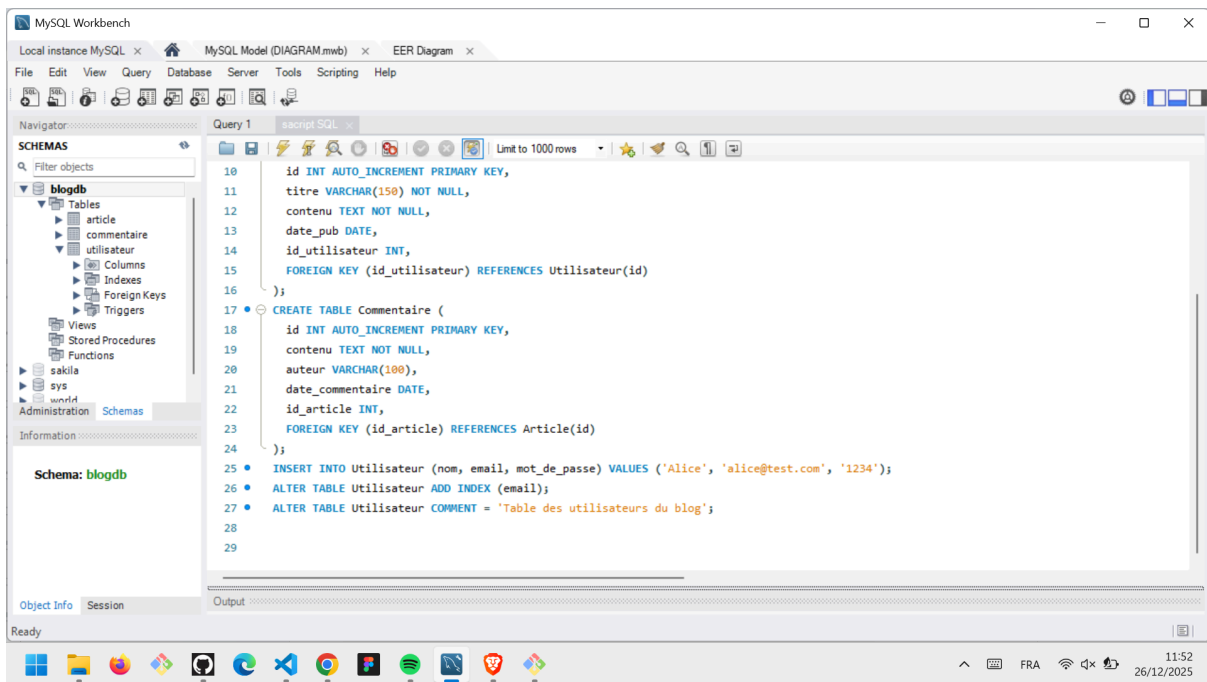 MySQL Workbench
Local instance MySQL
MySQL Model (DIAGRAM.mwb)
EER Diagram
File Edit View Query Database Server Tools Scripting Help
Navigator
SCHEMAS
Filter objects
blogdb
Tables
article
commentaire
utilisateur
Columns
Indexes
Foreign Keys
Triggers
Views
Stored Procedures
Functions
sakila
sys
world
Administration Schemas
Information
Schema: blogdb
Object Info Session
Query 1 sacript SQL
Limit to 1000 rows
10 id INT AUTO_INCREMENT PRIMARY KEY,
11 titre VARCHAR(150) NOT NULL,
12 contenu TEXT NOT NULL,
13 date_pub DATE,
14 id_utilisateur INT,
15 FOREIGN KEY (id_utilisateur) REFERENCES Utilisateur(id)
16 );
17 CREATE TABLE Commentaire (
18 id INT AUTO_INCREMENT PRIMARY KEY,
19 contenu TEXT NOT NULL,
20 auteur VARCHAR(100),
21 date_commentaire DATE,
22 id_article INT,
23 FOREIGN KEY (id_article) REFERENCES Article(id)
24 );
25 INSERT INTO Utilisateur (nom, email, mot_de_passe) VALUES ('Alice', 'alice@test.com', '1234');
26 ALTER TABLE Utilisateur ADD INDEX (email);
27 ALTER TABLE Utilisateur COMMENT = 'Table des utilisateurs du blog';
28
29
Output
Ready
FRA
11:52
26/12/2025